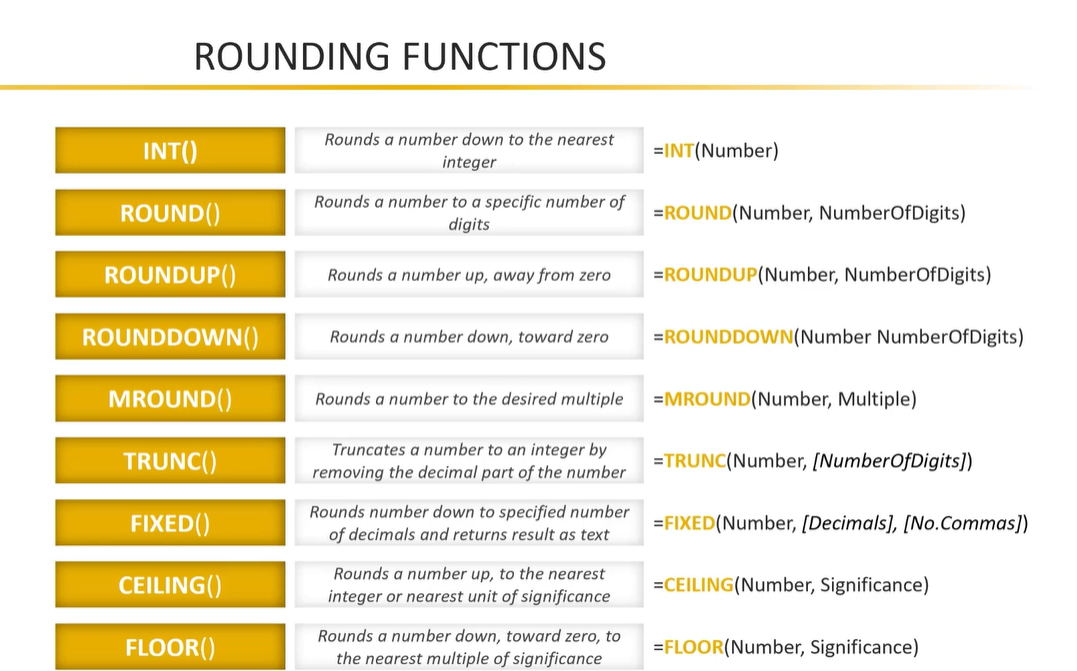 ROUNDING FUNCTIONS
INT()
Rounds a number down to the nearest
integer
=INT(Number)
ROUND()
Rounds a number to a specific number of
digits
=ROUND(Number, NumberOfDigits)
ROUNDUP()
Rounds a number up, away from zero
=ROUNDUP(Number, NumberOfDigits)
ROUNDDOWN()
Rounds a number down, toward zero
=ROUNDDOWN(Number NumberOfDigits)
MROUND()
Rounds a number to the desired multiple
=MROUND(Number, Multiple)
TRUNC()
Truncates a number to an integer by
removing the decimal part of the number
=TRUNC(Number, [NumberOfDigits])
FIXED()
Rounds number down to specified number
of decimals and returns result as text
=FIXED(Number, [Decimals], [No.Commas])
CEILING()
Rounds a number up, to the nearest
integer or nearest unit of significance
=CEILING(Number, Significance)
FLOOR()
Rounds a number down, toward zero, to
the nearest multiple of significance
=FLOOR(Number, Significance)